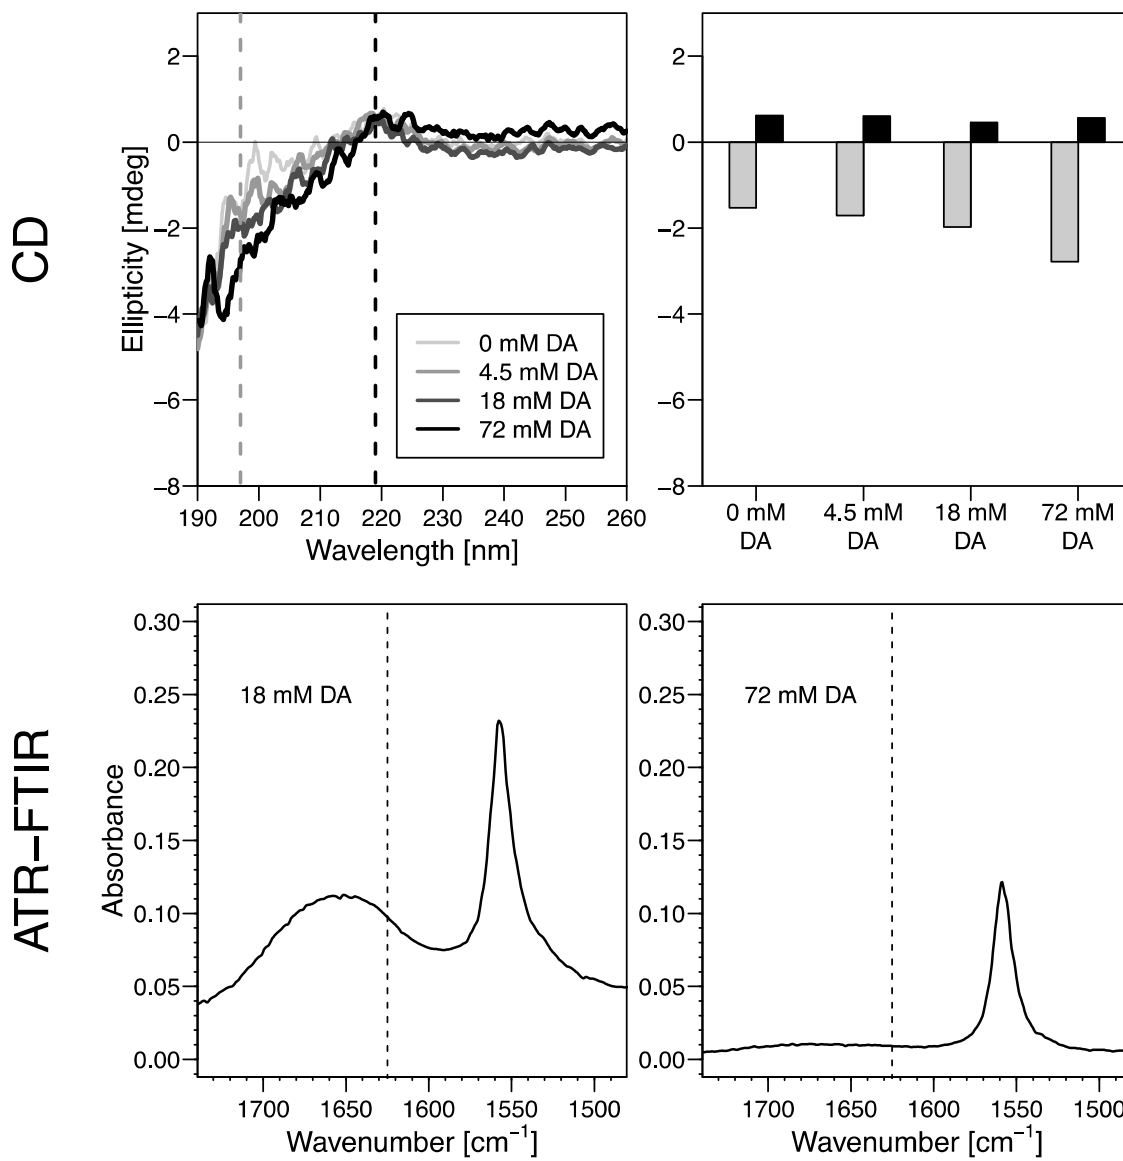 CD
Ellipticity [mdeg]
2
0
−2
−4
−6
−8
0 mM DA
4.5 mM DA
18 mM DA
72 mM DA
190 200 210 220 230 240 250 260
Wavelength [nm]
2
0
−2
−4
−6
−8
0 mM 4.5 mM 18 mM 72 mM
DA DA DA DA
ATR−FTIR
Absorbance
0.30
0.25
0.20
0.15
0.10
0.05
0.00
18 mM DA
1700 1650 1600 1550 1500
Wavenumber [cm⁻¹]
0.30
0.25
0.20
0.15
0.10
0.05
0.00
72 mM DA
1700 1650 1600 1550 1500
Wavenumber [cm⁻¹]